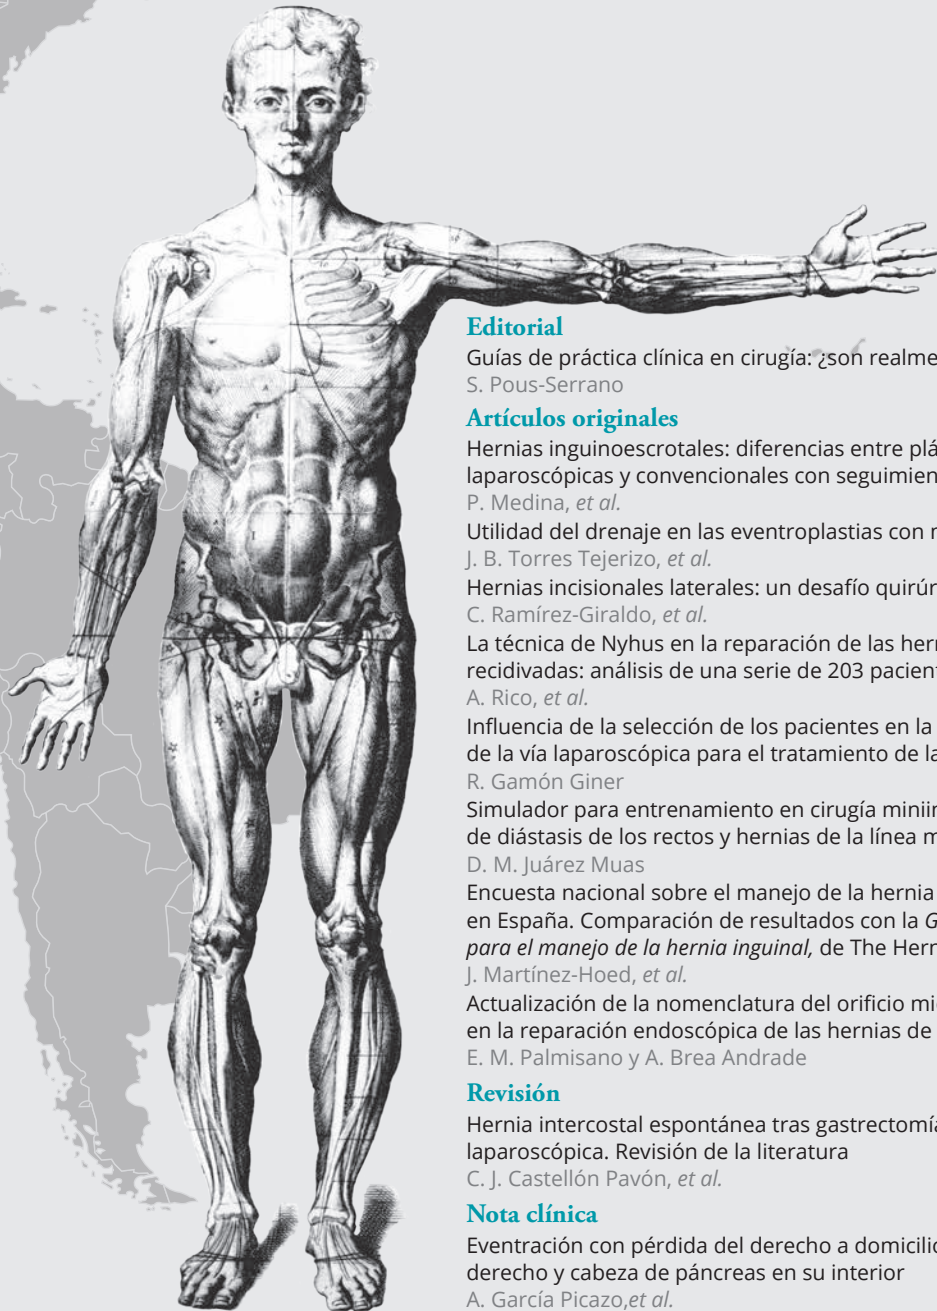 Editorial
Guías de práctica clínica en cirugía: ¿son realme
S. Pous-Serrano
Artículos originales
Hernias inguinoescrotales: diferencias entre plá
laparoscópicas y convencionales con seguimien
P. Medina, et al.
Utilidad del drenaje en las eventroplastias con
J. B. Torres Tejerizo, et al.
Hernias incisionales laterales: un desafío quirúr
C. Ramírez-Giraldo, et al.
La técnica de Nyhus en la reparación de las her
recidivadas: análisis de una serie de 203 pacien
A. Rico, et al.
Influencia de la selección de los pacientes en la
de la vía laparoscópica para el tratamiento de la
R. Gamón Giner
Simulador para entrenamiento en cirugía miniin
de diástasis de los rectos y hernias de la línea m
D. M. Juárez Muas
Encuesta nacional sobre el manejo de la hernia
en España. Comparación de resultados con la G
para el manejo de la hernia inguinal, de The Her
J. Martínez-Hoed, et al.
Actualización de la nomenclatura del orificio mi
en la reparación endoscópica de las hernias de
E. M. Palmisano y A. Brea Andrade
Revisión
Hernia intercostal espontánea tras gastrectomía
laparoscópica. Revisión de la literatura
C. J. Castellón Pavón, et al.
Nota clínica
Eventración con pérdida del derecho a domicilio
derecho y cabeza de páncreas en su interior
A. García Picazo,et al.